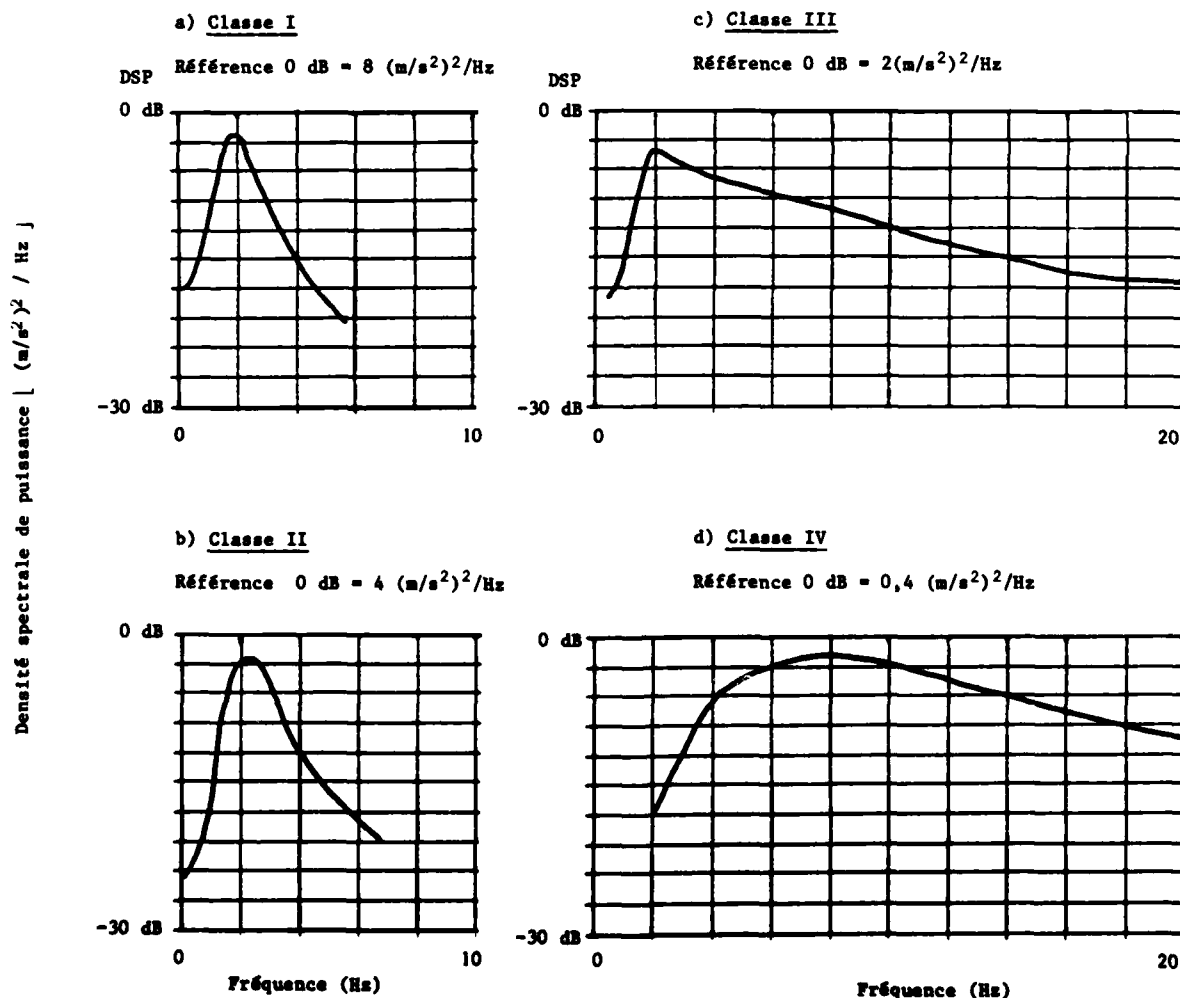 a) Classe I
Référence 0 dB = 8 (m/s²)²/Hz
DSP
0 dB
-30 dB
0 10
c) Classe III
Référence 0 dB = 2(m/s²)²/Hz
DSP
0 dB
-30 dB
0 20
Densité spectrale de puissance [ (m/s²)² / Hz ]
b) Classe II
Référence 0 dB = 4 (m/s²)²/Hz
0 dB
-30 dB
0 10
Fréquence (Hz)
d) Classe IV
Référence 0 dB = 0,4 (m/s²)²/Hz
0 dB
-30 dB
0 20
Fréquence (Hz)